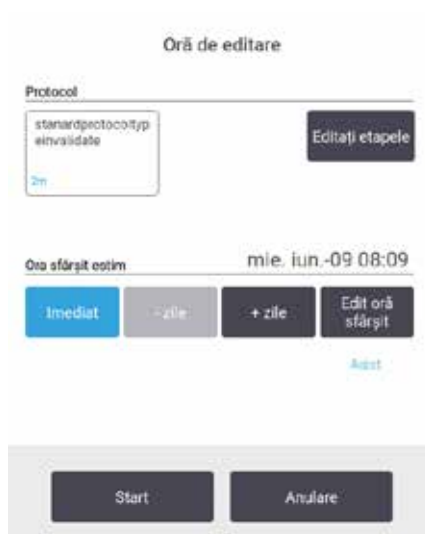 Oră de editare
Protocol
stanardprotocoltyp
einvalidate
Editați etapele
2m
Ora sfârșit estim
mie. iun.-09 08:09
Imediat
- zile
+ zile
Edit oră
sfârșit
Start
Anulare